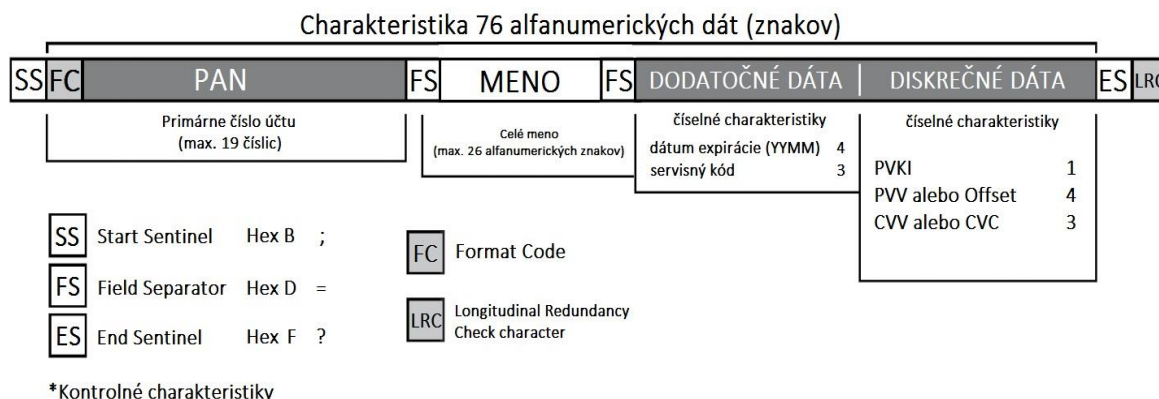 Charakteristika 76 alfanumerických dát (znakov)
SS FC PAN FS MENO FS DODATOČNÉ DÁTA DISKREČNÉ DÁTA ES LRC
Primárne číslo účtu
(max. 19 číslic)
Celé meno
(max. 26 alfanumerických znakov)
číselné charakteristiky
dátum expirácie (YYMM) 4
servisný kód 3
číselné charakteristiky
PVKI 1
PVV alebo Offset 4
CVV alebo CVC 3
SS Start Sentinel Hex B ;
FS Field Separator Hex D =
ES End Sentinel Hex F ?
FC Format Code
LRC Longitudinal Redundancy
Check character
*Kontrolné charakteristiky